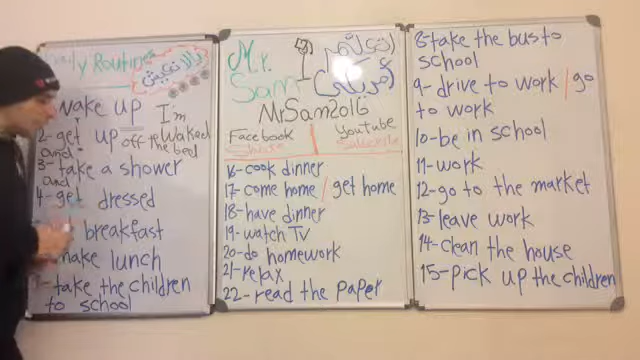 aily Routine
wake up I'm
2-get up off the Waked
the bed
and
3-take a shower
and
4-get dressed
breakfast
make lunch
take the children
to school
Mr.
Sam
MrSam2016
Facebook
Share
YouTube
Subscribe
16-cook dinner
17-come home / get home
18-have dinner
19-watch TV
20-do homework
21-relax
22-read the paper
8-take the bus to
school
9-drive to work / go
to work
10-be in school
11-work
12-go to the market
13-leave work
14-clean the house
15-pick up the children